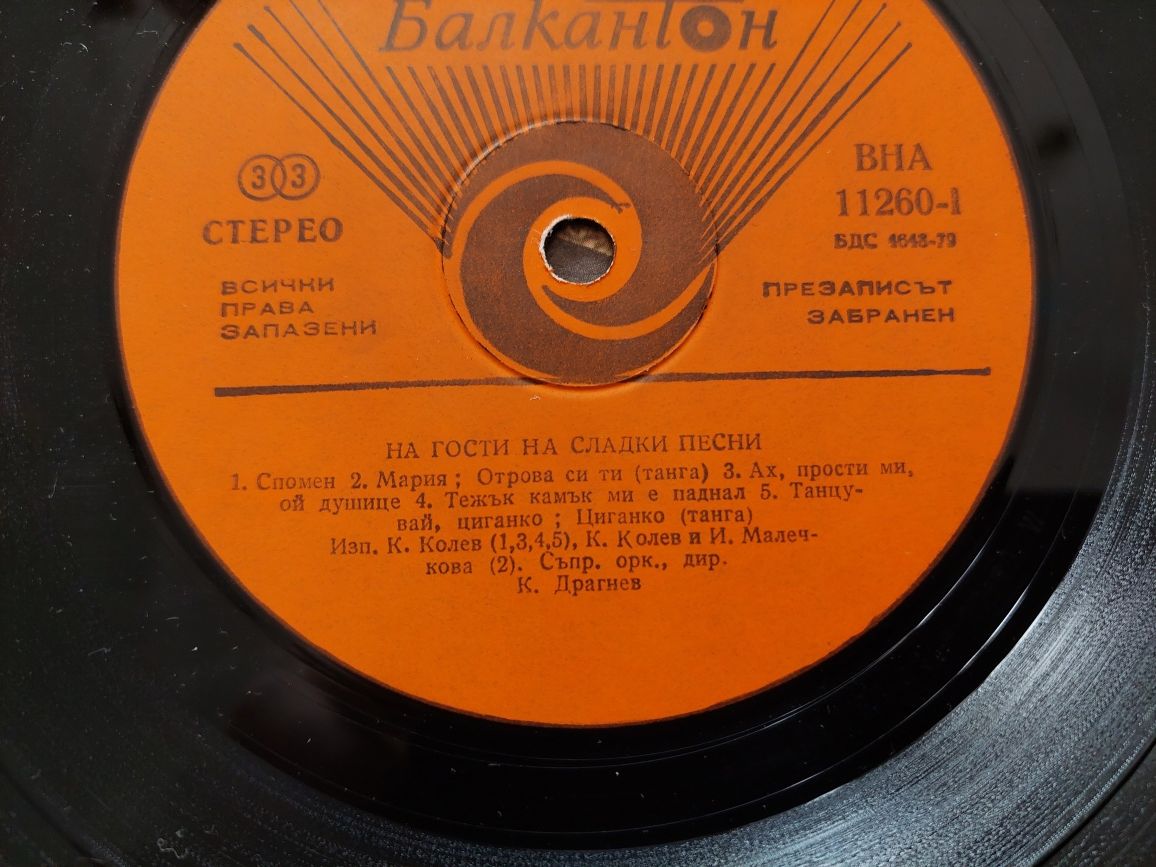 БалканТон
33
СТЕРЕО
ВСИЧКИ
ПРАВА
ЗАПАЗЕНИ
ВНА
11260-1
БДС 4648-79
ПРЕЗАПИСЪТ
ЗАБРАНЕН
НА ГОСТИ НА СЛАДКИ ПЕСНИ
1. Спомен 2. Мария ; Отрова си ти (танга) 3. Ах, прости ми,
ой душице 4. Тежък камък ми е паднал 5. Танцу-
вай, циганко ; Циганко (танга)
Изп. К. Колев (1,3,4,5), К. Колев и И. Малеч-
кова (2). Съпр. орк., дир.
К. Драгнев